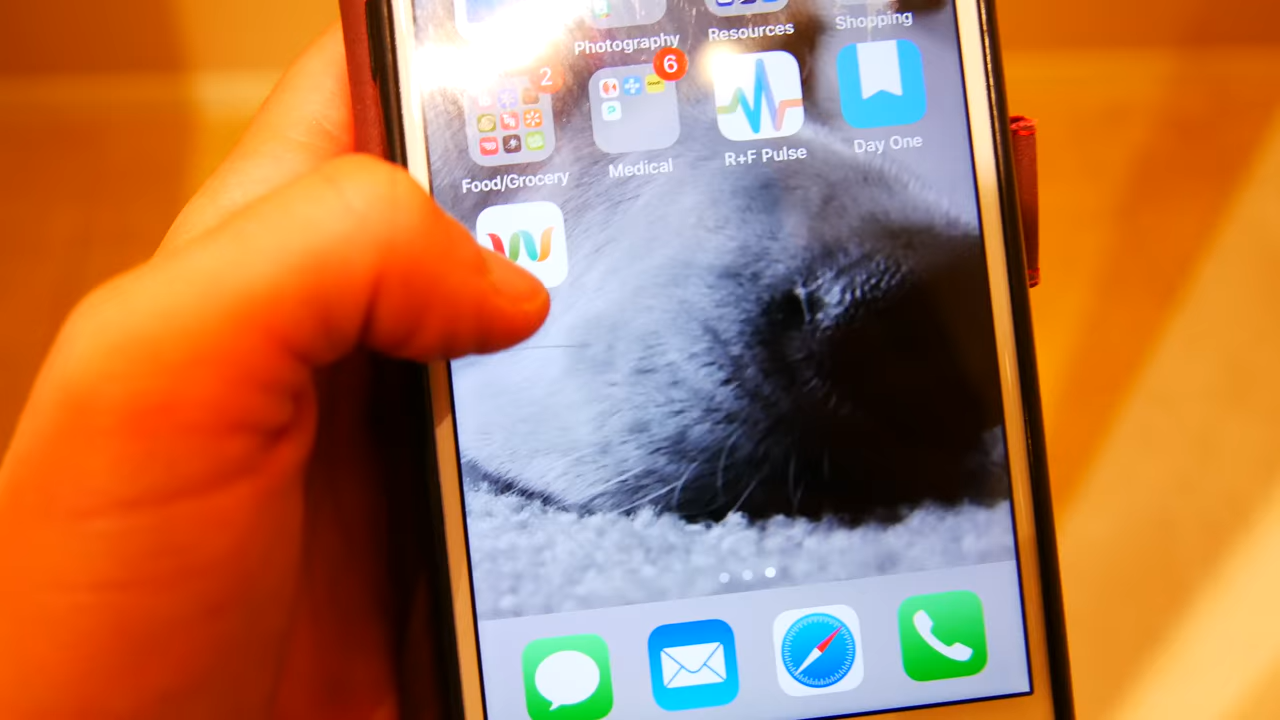 Photography
Resources
Shopping
2
6
Food/Grocery
Medical
R+F Pulse
Day One